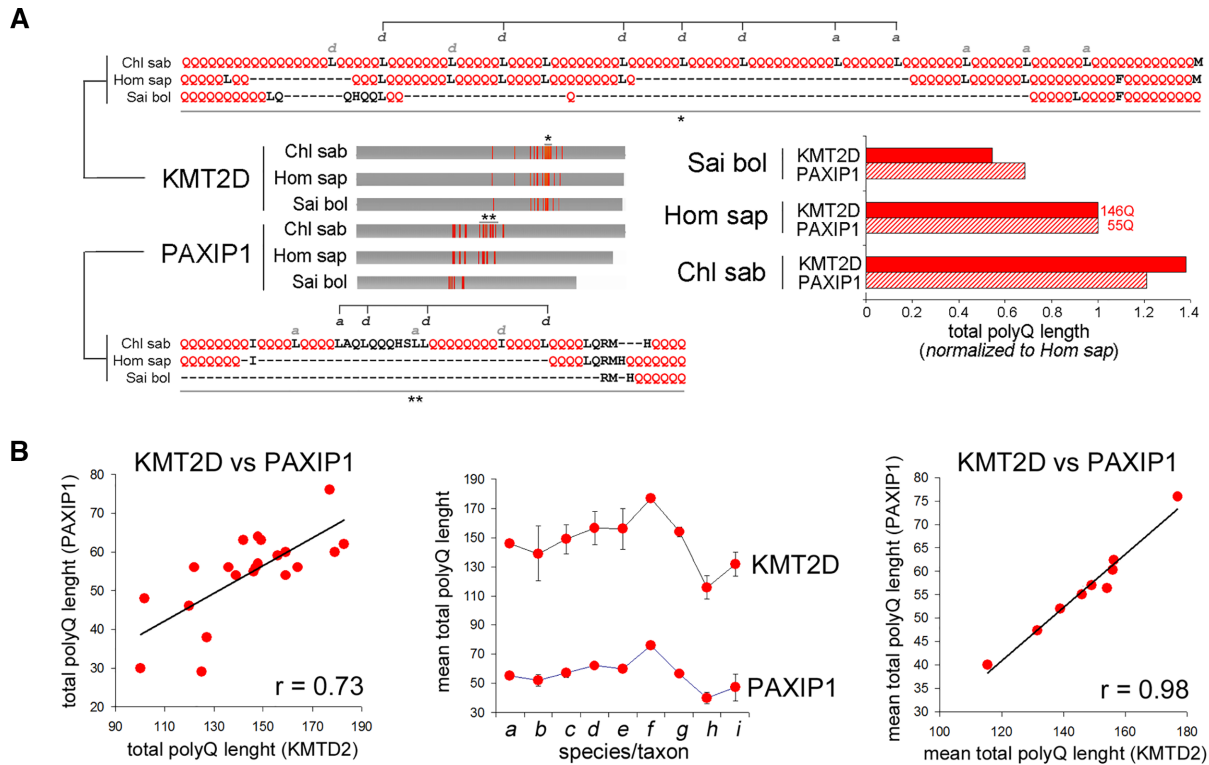 A
d d d d a a
d d a a a
Chl sab
Hom sap
Sai bol
*
KMT2D
Chl sab
Hom sap
Sai bol
*
PAXIP1
Chl sab
Hom sap
Sai bol
**
Sai bol
KMT2D
PAXIP1
Hom sap
KMT2D
PAXIP1
146Q
55Q
Chl sab
KMT2D
PAXIP1
0 0.2 0.4 0.6 0.8 1 1.2 1.4
total polyQ length
(normalized to Hom sap)
a d d d
a a d
Chl sab
Hom sap
Sai bol
**
B
KMT2D vs PAXIP1
total polyQ lenght (PAXIP1)
80
70
60
50
40
30
20
r = 0.73
90 110 130 150 170 190
total polyQ lenght (KMTD2)
mean total polyQ lenght
190
170
150
130
110
90
70
50
30
KMT2D
PAXIP1
a b c d e f g h i
species/taxon
KMT2D vs PAXIP1
mean total polyQ lenght (PAXIP1)
80
75
70
65
60
55
50
45
40
35
30
r = 0.98
100 120 140 160 180
mean total polyQ lenght (KMTD2)